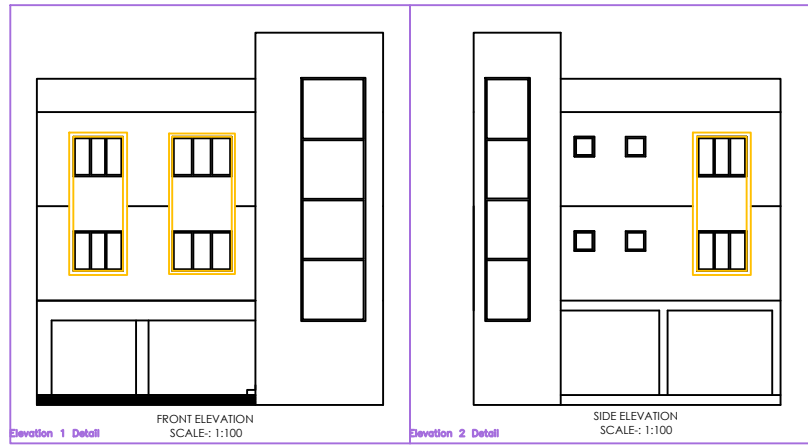 FRONT ELEVATION
SCALE-: 1:100
Elevation 1 Detail
SIDE ELEVATION
SCALE-: 1:100
Elevation 2 Detail